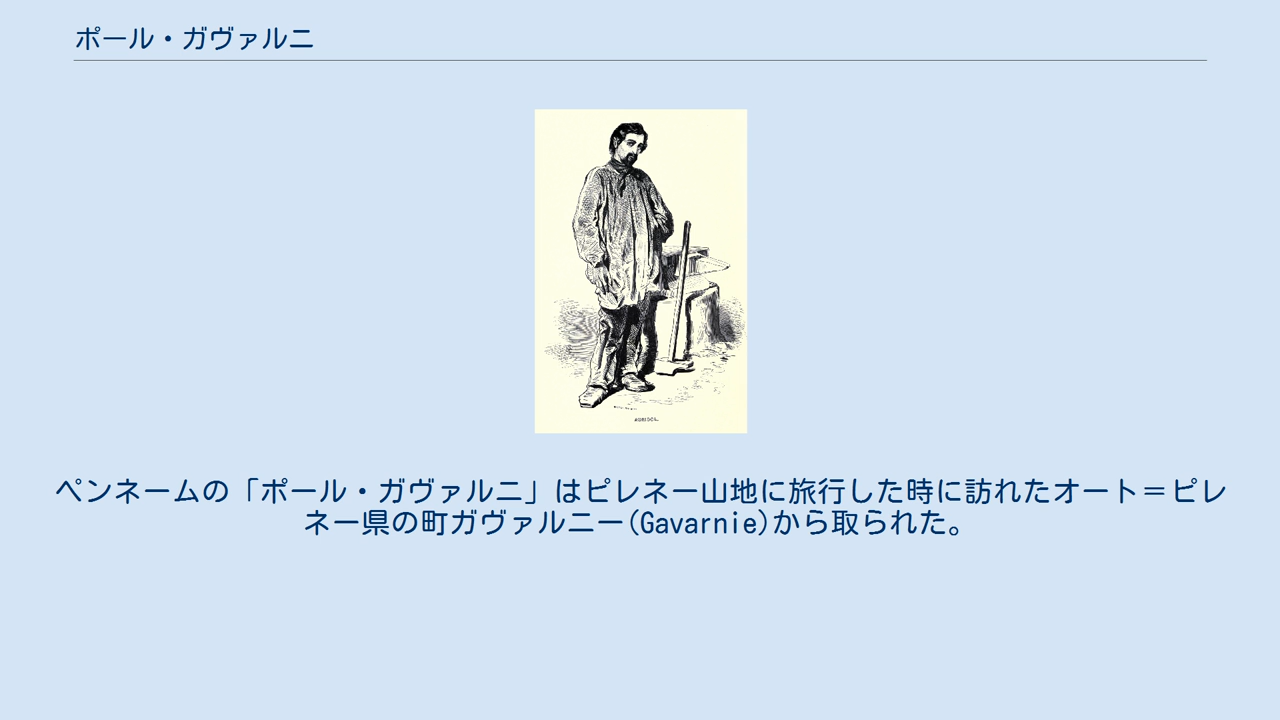 ポール・ガヴァルニ
ペンネームの「ポール・ガヴァルニ」はピレネー山地に旅行した時に訪れたオート＝ピレ
ネー県の町ガヴァルニー(Gavarnie)から取られた。